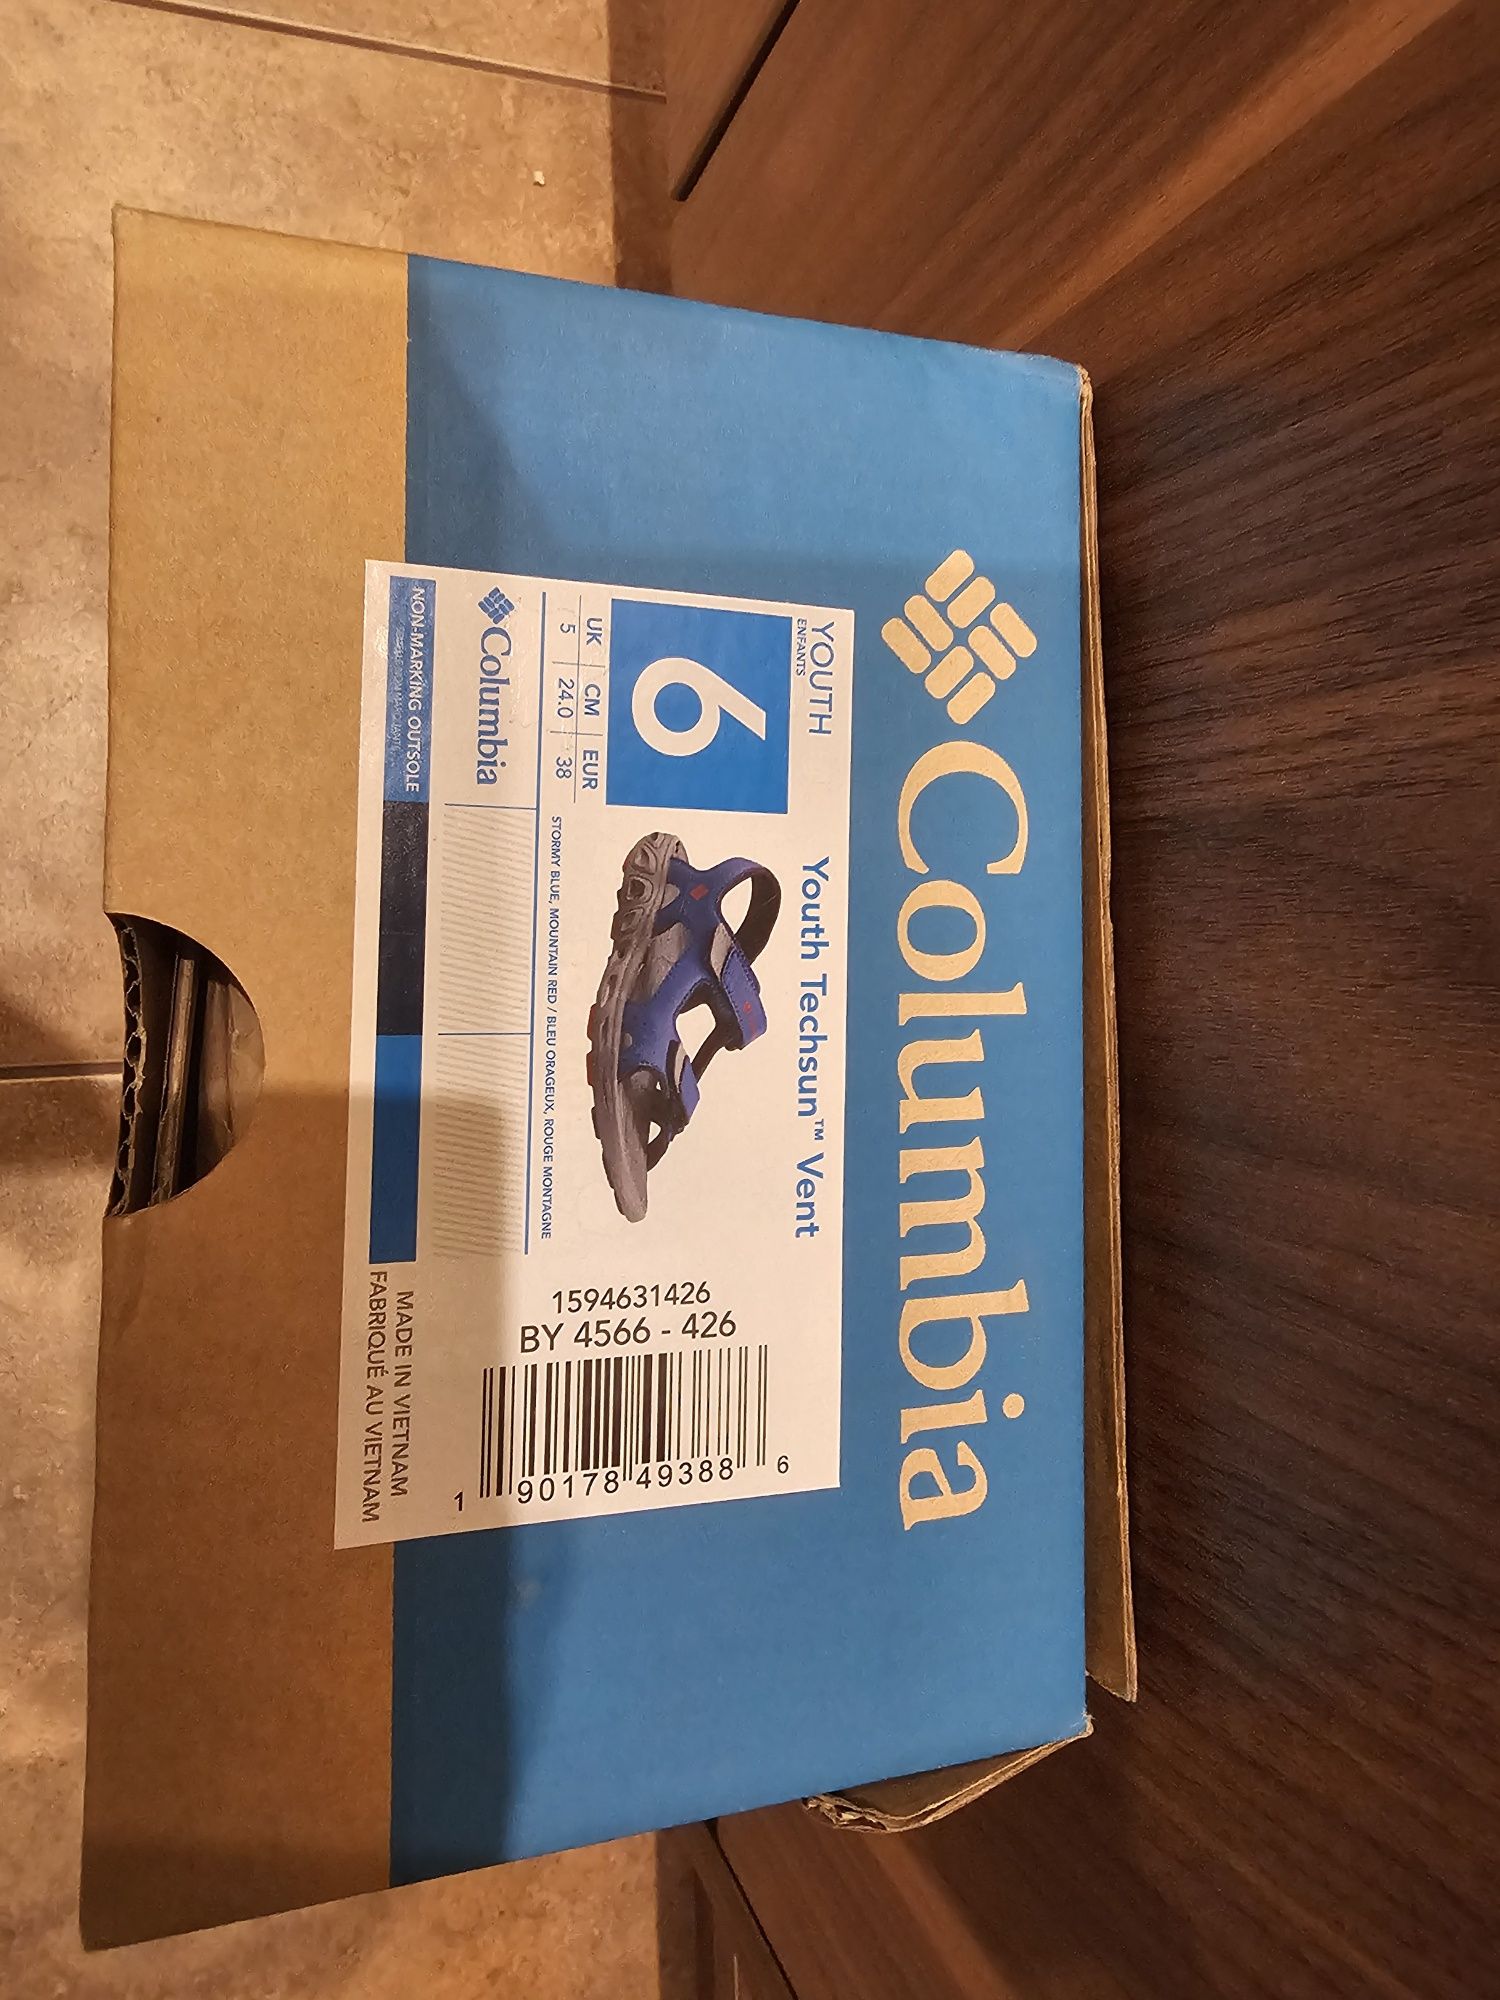 Columbia
YOUTH
ENFANTS
6
UK CM EUR
5 24.0 38
Youth Techsun™ Vent
STORMY BLUE, MOUNTAIN RED / BLEU ORAGEUX, ROUGE MONTAGNE
1594631426
BY 4566 - 426
1 90178 49388 6
Columbia
NON-MARKING OUTSOLE
MADE IN VIETNAM
FABRIQUÉ AU VIETNAM